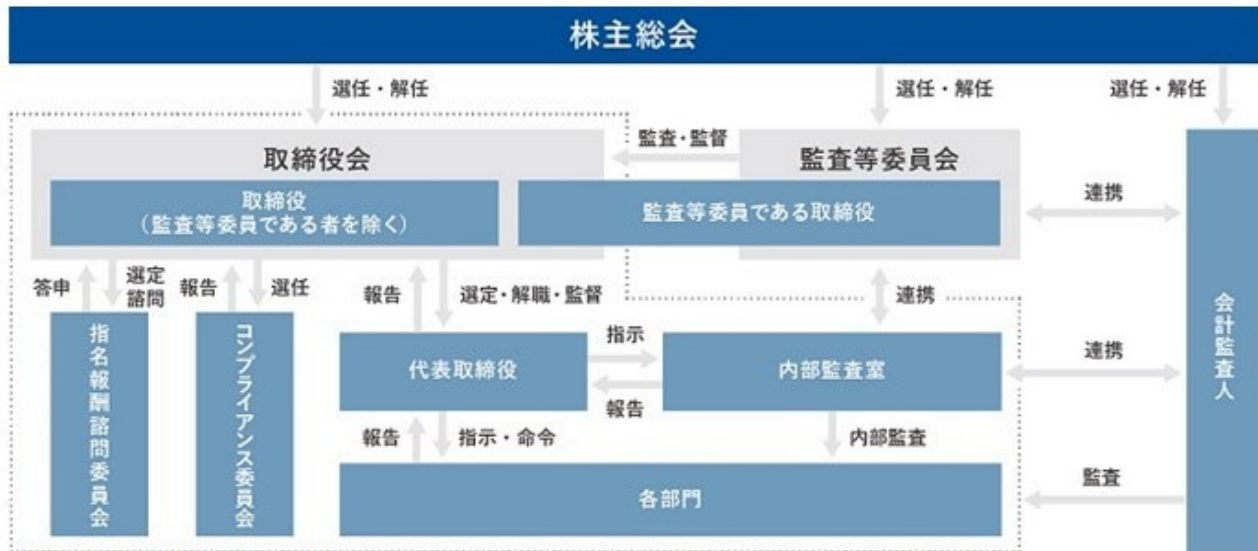 株主総会
選任・解任
選任・解任
選任・解任
取締役会
監査・監督
監査等委員会
取締役
(監査等委員である者を除く)
監査等委員である取締役
連携
答申
選定
諮問
報告
選任
報告
選定・解職・監督
連携
指名報酬諮問委員会
コンプライアンス委員会
代表取締役
指示
報告
内部監査室
連携
会計監査人
報告
指示・命令
内部監査
各部門
監査